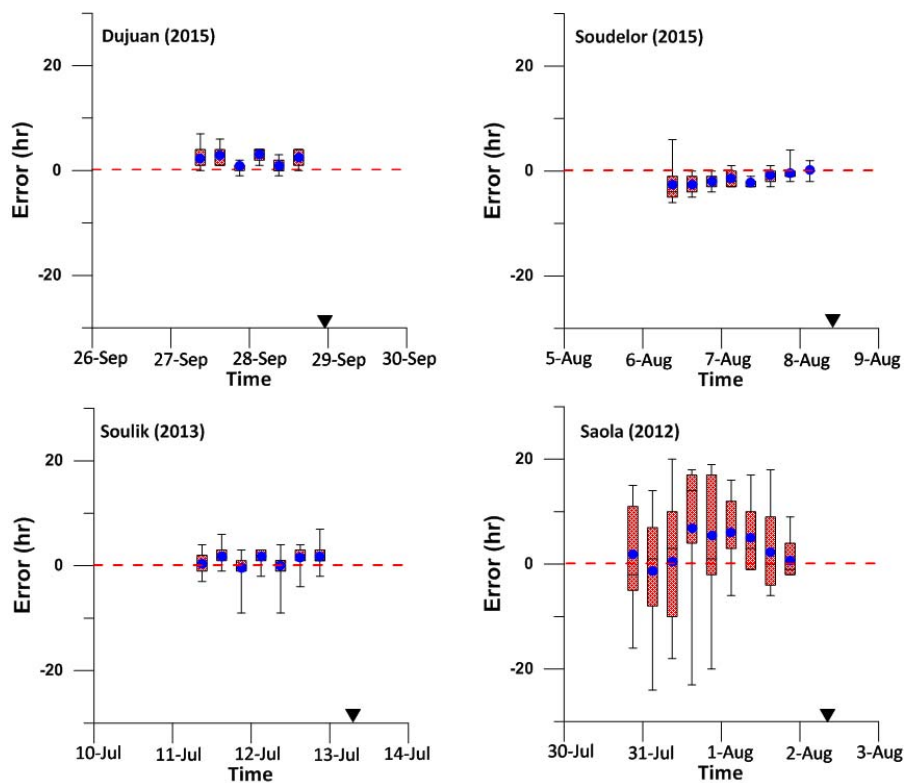 Dujuan (2015)
Error (hr)
20
0
-20
26-Sep 27-Sep 28-Sep 29-Sep 30-Sep
Time
Soudelor (2015)
Error (hr)
20
0
-20
5-Aug 6-Aug 7-Aug 8-Aug 9-Aug
Time
Soulik (2013)
Error (hr)
20
0
-20
10-Jul 11-Jul 12-Jul 13-Jul 14-Jul
Time
Saola (2012)
Error (hr)
20
0
-20
30-Jul 31-Jul 1-Aug 2-Aug 3-Aug
Time